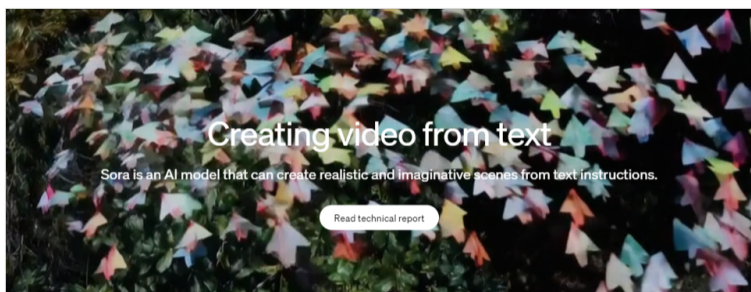 Creating video from text
Sora is an AI model that can create realistic and imaginative scenes from text instructions.
Read technical report